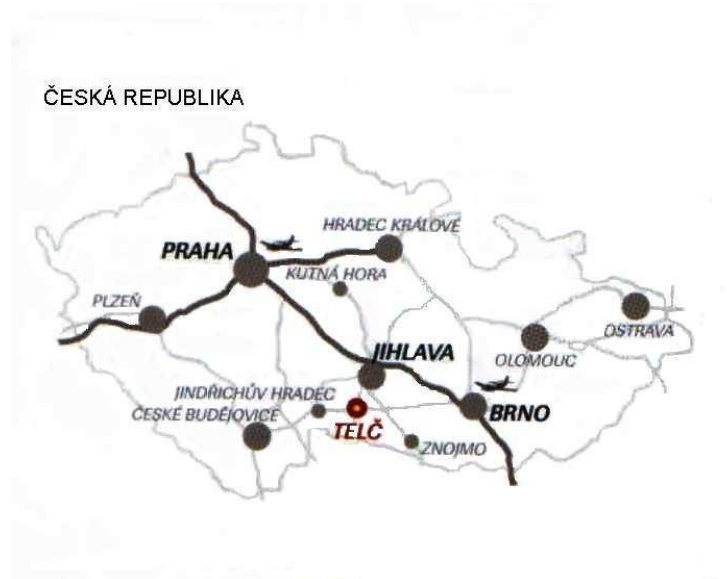 ČESKÁ REPUBLIKA
HRADEC KRÁLOVÉ
PRAHA
KUTNÁ HORA
PLZEŇ
OSTRAVA
JIHLAVA
OLOMOUC
JINDŘICHŮV HRADEC
ČESKÉ BUDĚJOVICE
BRNO
TELČ
ZNOJMO